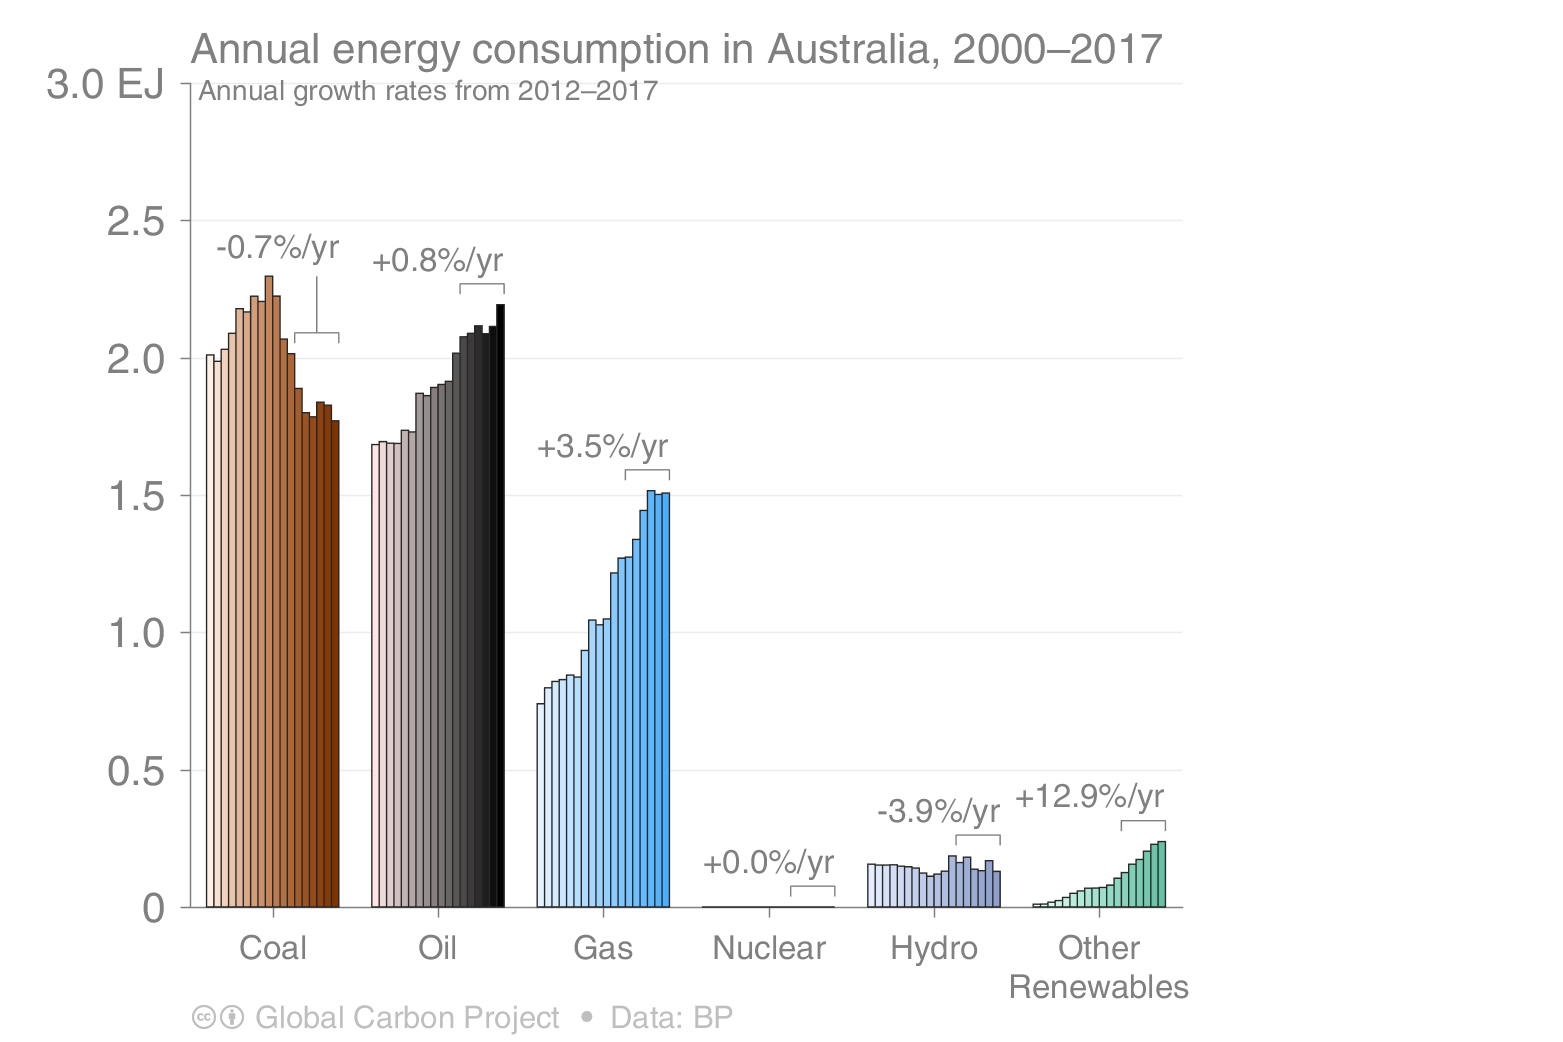 Annual energy consumption in Australia, 2000–2017
3.0 EJ
Annual growth rates from 2012–2017
2.5
-0.7%/yr
+0.8%/yr
2.0
+3.5%/yr
1.5
1.0
0.5
-3.9%/yr
+12.9%/yr
+0.0%/yr
0
Coal
Oil
Gas
Nuclear
Hydro
Other
Renewables
cc Global Carbon Project • Data: BP